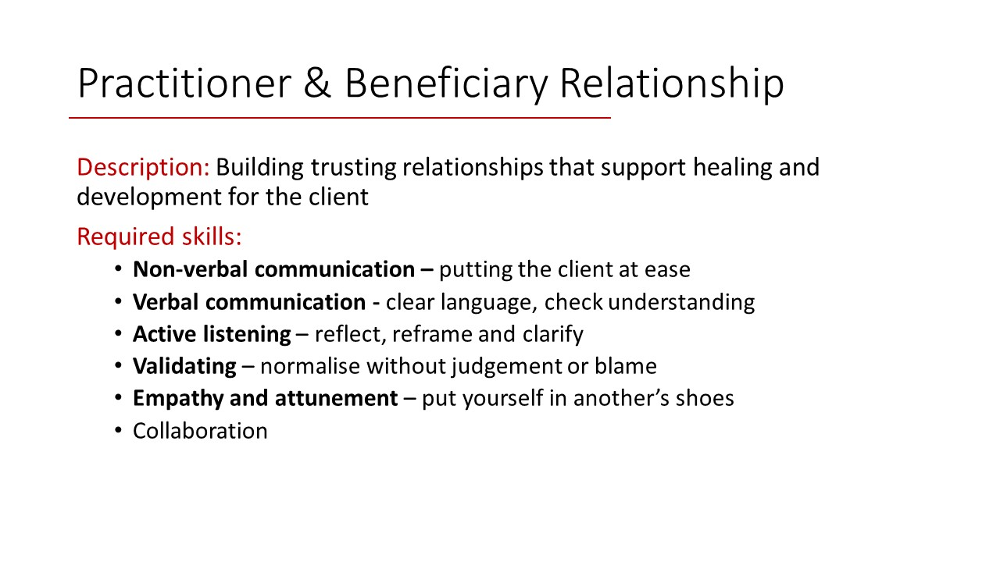 Practitioner & Beneficiary Relationship
Description: Building trusting relationships that support healing and
development for the client
Required skills:
• Non-verbal communication – putting the client at ease
• Verbal communication - clear language, check understanding
• Active listening – reflect, reframe and clarify
• Validating – normalise without judgement or blame
• Empathy and attunement – put yourself in another’s shoes
• Collaboration